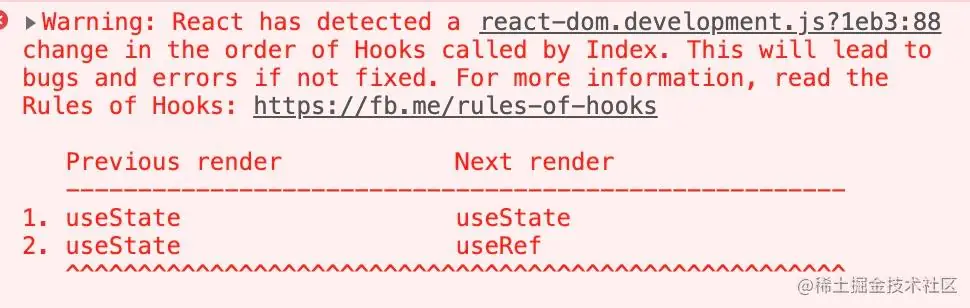 ▸Warning: React has detected a react-dom.development.js?1eb3:88
change in the order of Hooks called by Index. This will lead to
bugs and errors if not fixed. For more information, read the
Rules of Hooks: https://fb.me/rules-of-hooks
Previous render Next render
------------------------------------------------------
1. useState useState
2. useState useRef
^^^^^^^^^^^^^^^^^^^^^^^^^^^^^^^^^^^^^^^^^^^^^^^^^^^^^^
@稀土掘金技术社区